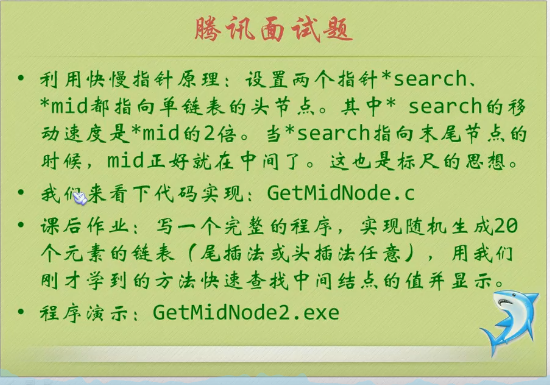 腾讯面试题
• 利用快慢指针原理：设置两个指针*search、
*mid都指向单链表的头节点。其中* search的移
动速度是*mid的2倍。当*search指向末尾节点的
时候，mid正好就在中间了。这也是标尺的思想。
• 我们来看下代码实现：GetMidNode.c
• 课后作业：写一个完整的程序，实现随机生成20
个元素的链表（尾插法或头插法任意），用我们
刚才学到的方法快速查找中间结点的值并显示。
• 程序演示：GetMidNode2.exe